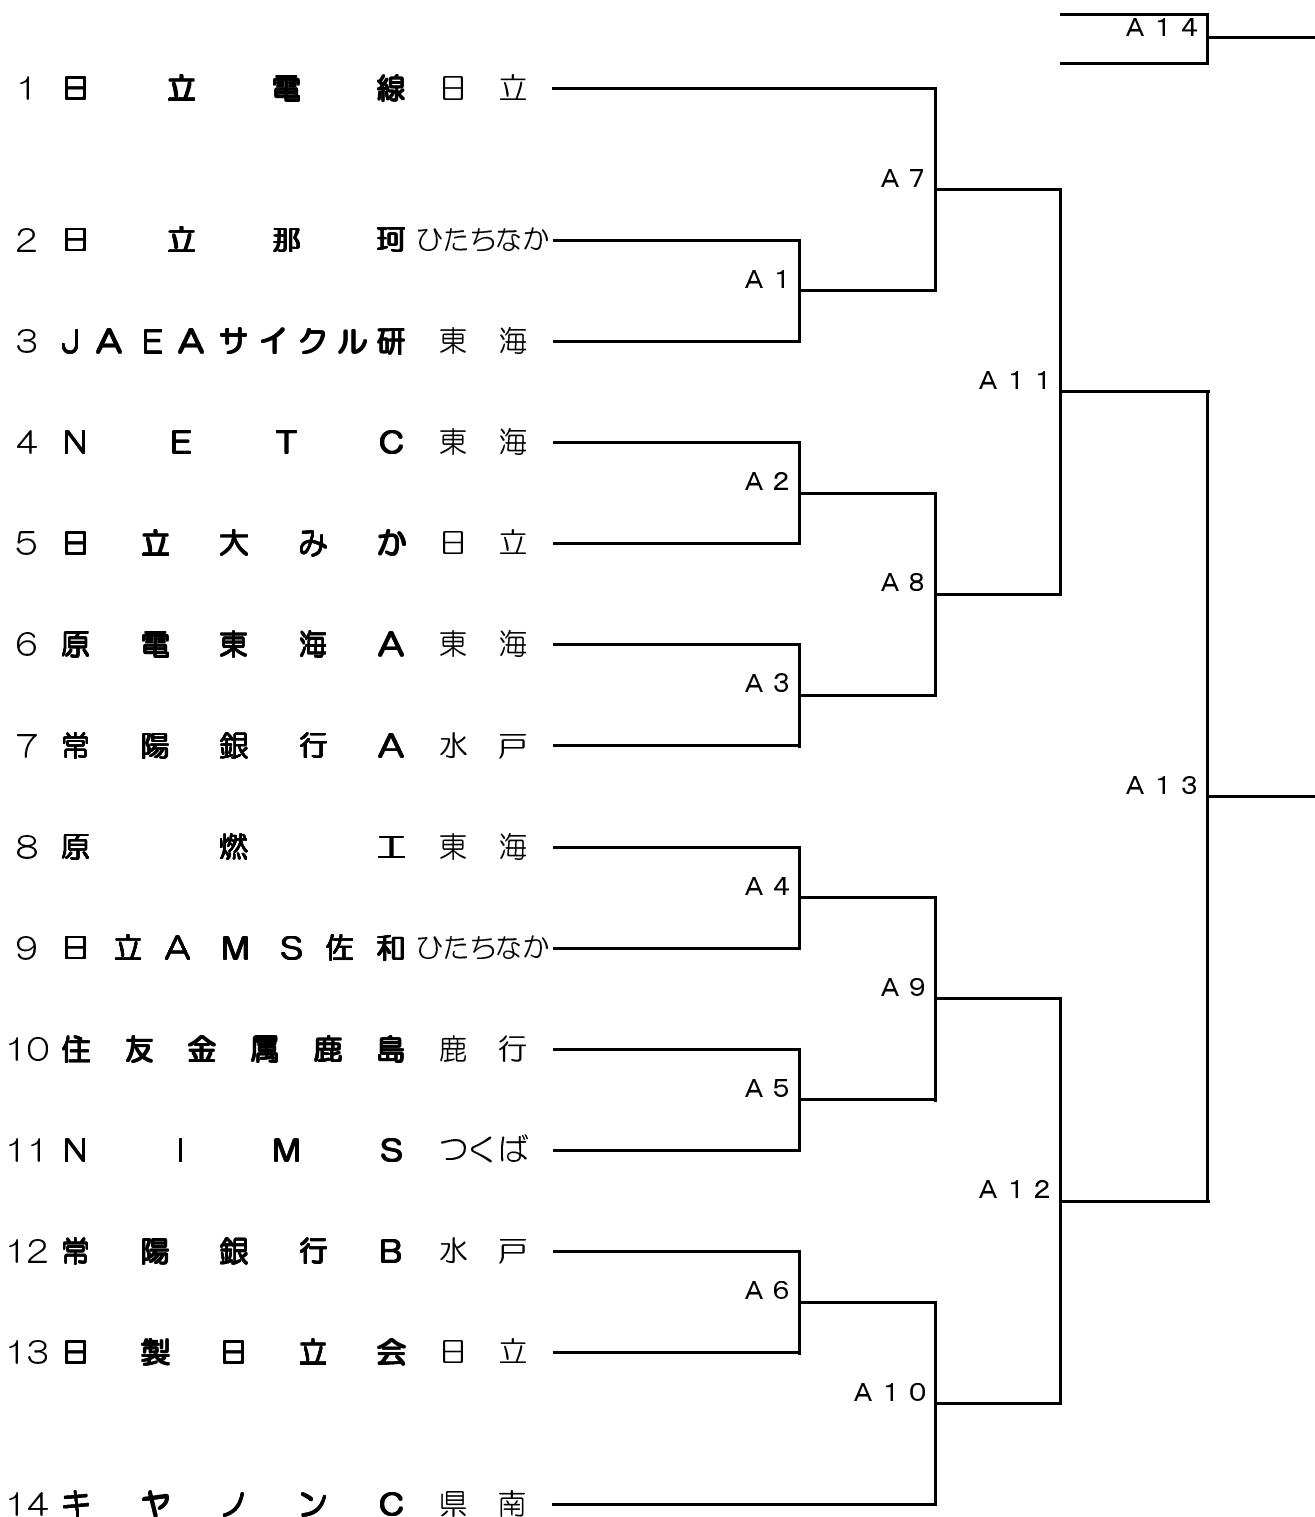 A14
1 日立電線 日立
A7
2 日立那珂 ひたちなか
A1
3 JAEAサイクル研 東海
A11
4 NETC 東海
A2
5 日立大みか 日立
A8
6 原電東海A 東海
A3
7 常陽銀行A 水戸
A13
8 原燃工 東海
A4
9 日立AMS佐和 ひたちなか
A9
10 住友金属鹿島 鹿行
A5
11 NIMS つくば
A12
12 常陽銀行B 水戸
A6
13 日製日立会 日立
A10
14 キヤノンC 県南